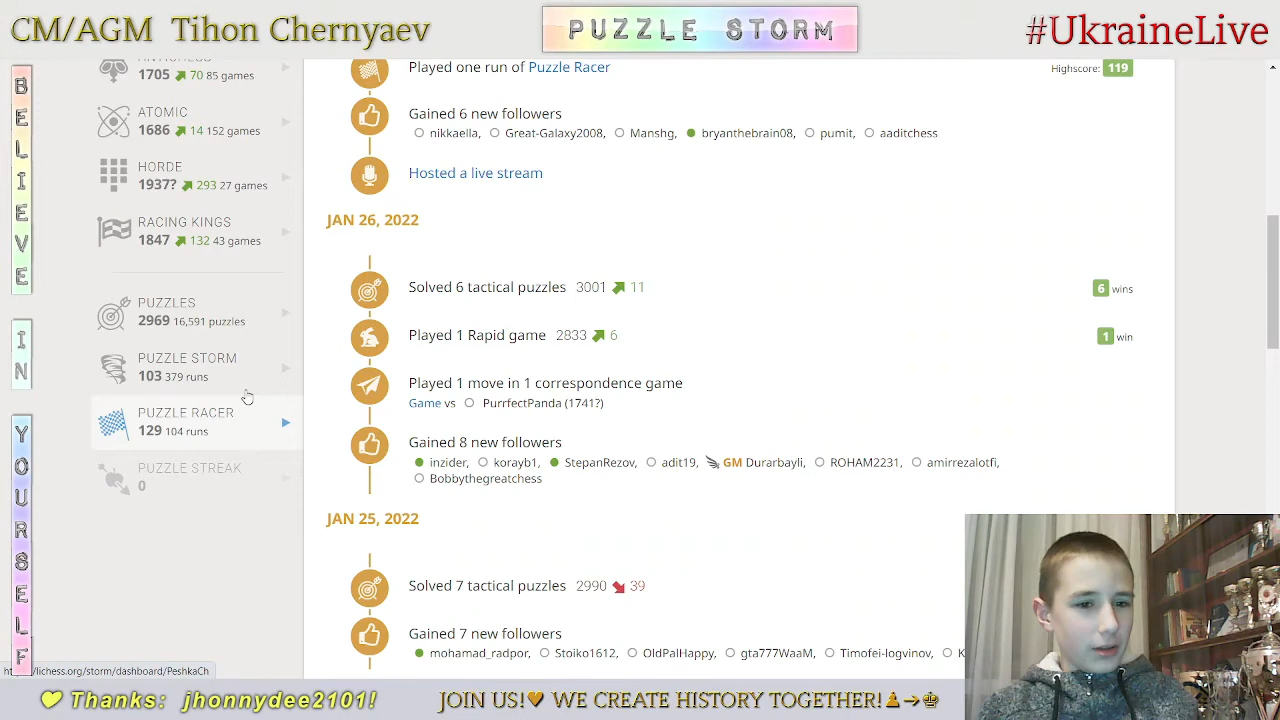 CM/AGM Tihon Chernyaev
PUZZLE STORM
#UkraineLive
BELIEVE
IN
YOURSELF
1705 70 85 games
ATOMIC
1686 14 152 games
HORDE
1937? 293 27 games
RACING KINGS
1847 132 43 games
PUZZLES
2969 16,591 puzzles
PUZZLE STORM
103 379 runs
PUZZLE RACER
129 104 runs
PUZZLE STREAK
0
Played one run of Puzzle Racer
Highscore: 119
Gained 6 new followers
nikkaella, Great-Galaxy2008, Manshg, bryanthebrain08, pumit, aaditchess
Hosted a live stream
JAN 26, 2022
Solved 6 tactical puzzles 3001 11
6 wins
Played 1 Rapid game 2833 6
1 win
Played 1 move in 1 correspondence game
Game vs PurrfectPanda (1741?)
Gained 8 new followers
inzider, korayb1, StepanRezov, adit19, GM Durarbayli, ROHAM2231, amirrezalotfi,
Bobbythegreatchess
JAN 25, 2022
Solved 7 tactical puzzles 2990 39
Gained 7 new followers
mohamad_radpor, Stoiko1612, OldPalHappy, gta777WaaM, Timofei-logvinov, K
lichess.org/storm/dashboard/PeshkaCh
Thanks: jhonnydee2101!
JOIN US! WE CREATE HISTORY TOGETHER!